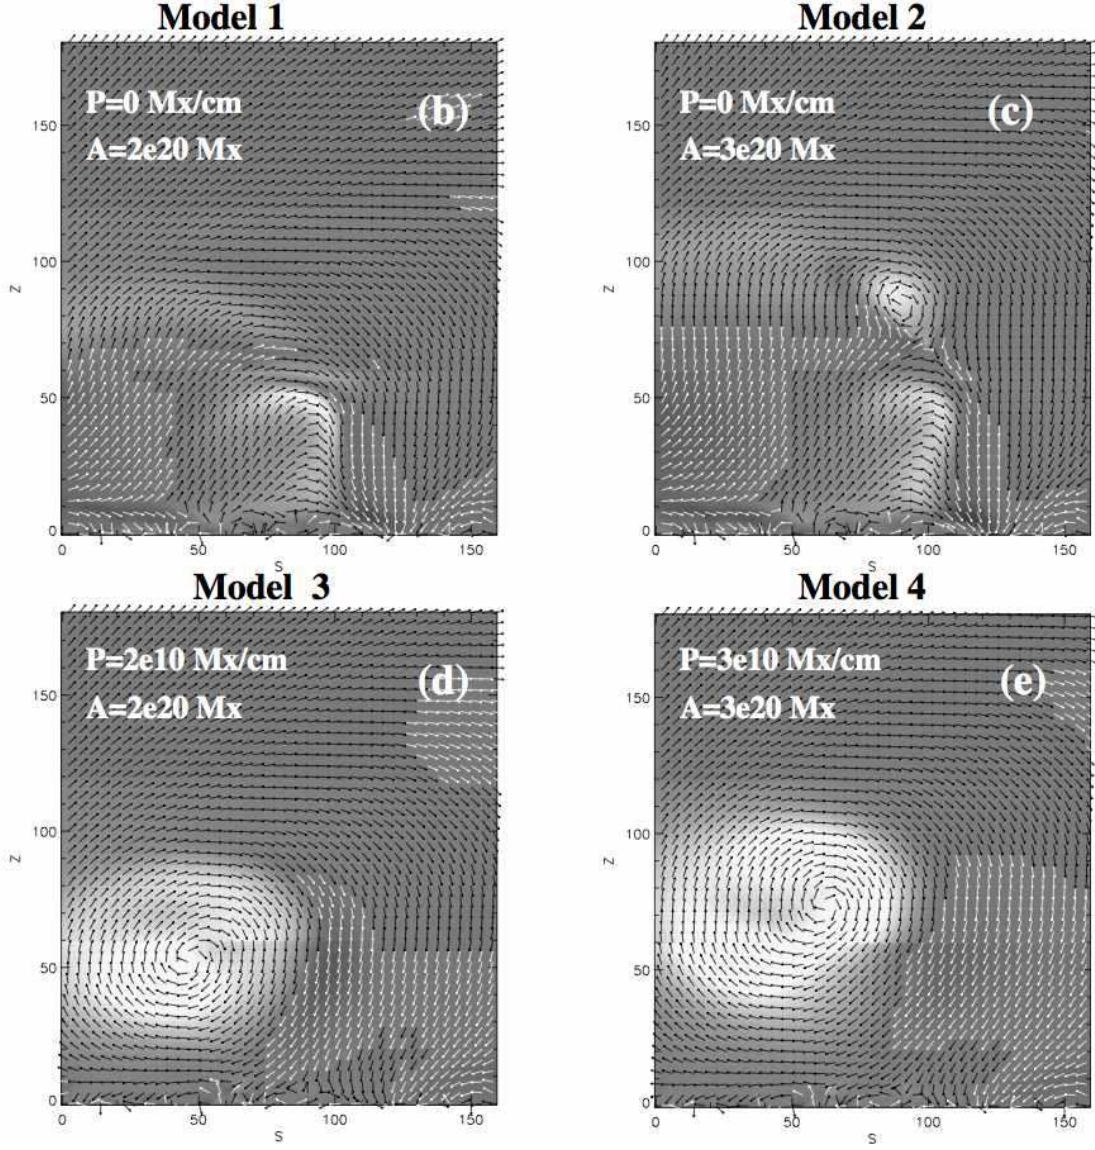 Model 1
P=0 Mx/cm
(b)
A=2e20 Mx
150
100
50
0
Z
0 50 100 150
S
Model 2
P=0 Mx/cm
(c)
A=3e20 Mx
150
100
50
0
Z
0 50 100 150
S
Model 3
P=2e10 Mx/cm
(d)
A=2e20 Mx
150
100
50
0
Z
0 50 100 150
S
Model 4
P=3e10 Mx/cm
(e)
A=3e20 Mx
150
100
50
0
Z
0 50 100 150
S